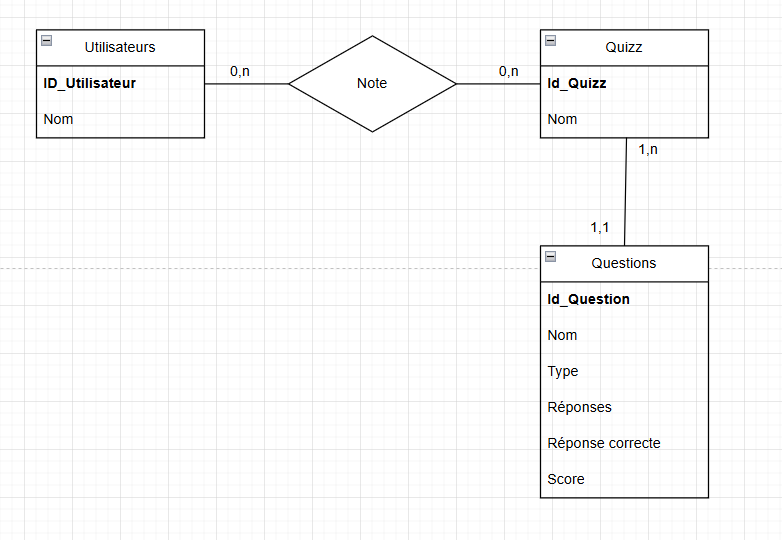 Utilisateurs
ID_Utilisateur
Nom
0,n
Note
0,n
Quizz
Id_Quizz
Nom
1,n
1,1
Questions
Id_Question
Nom
Type
Réponses
Réponse correcte
Score